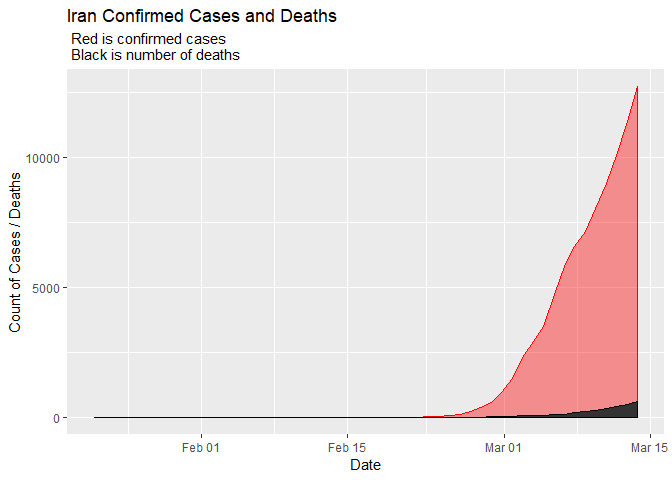 Iran Confirmed Cases and Deaths
Red is confirmed cases
Black is number of deaths
10000
5000
0
Count of Cases / Deaths
Feb 01
Feb 15
Mar 01
Mar 15
Date